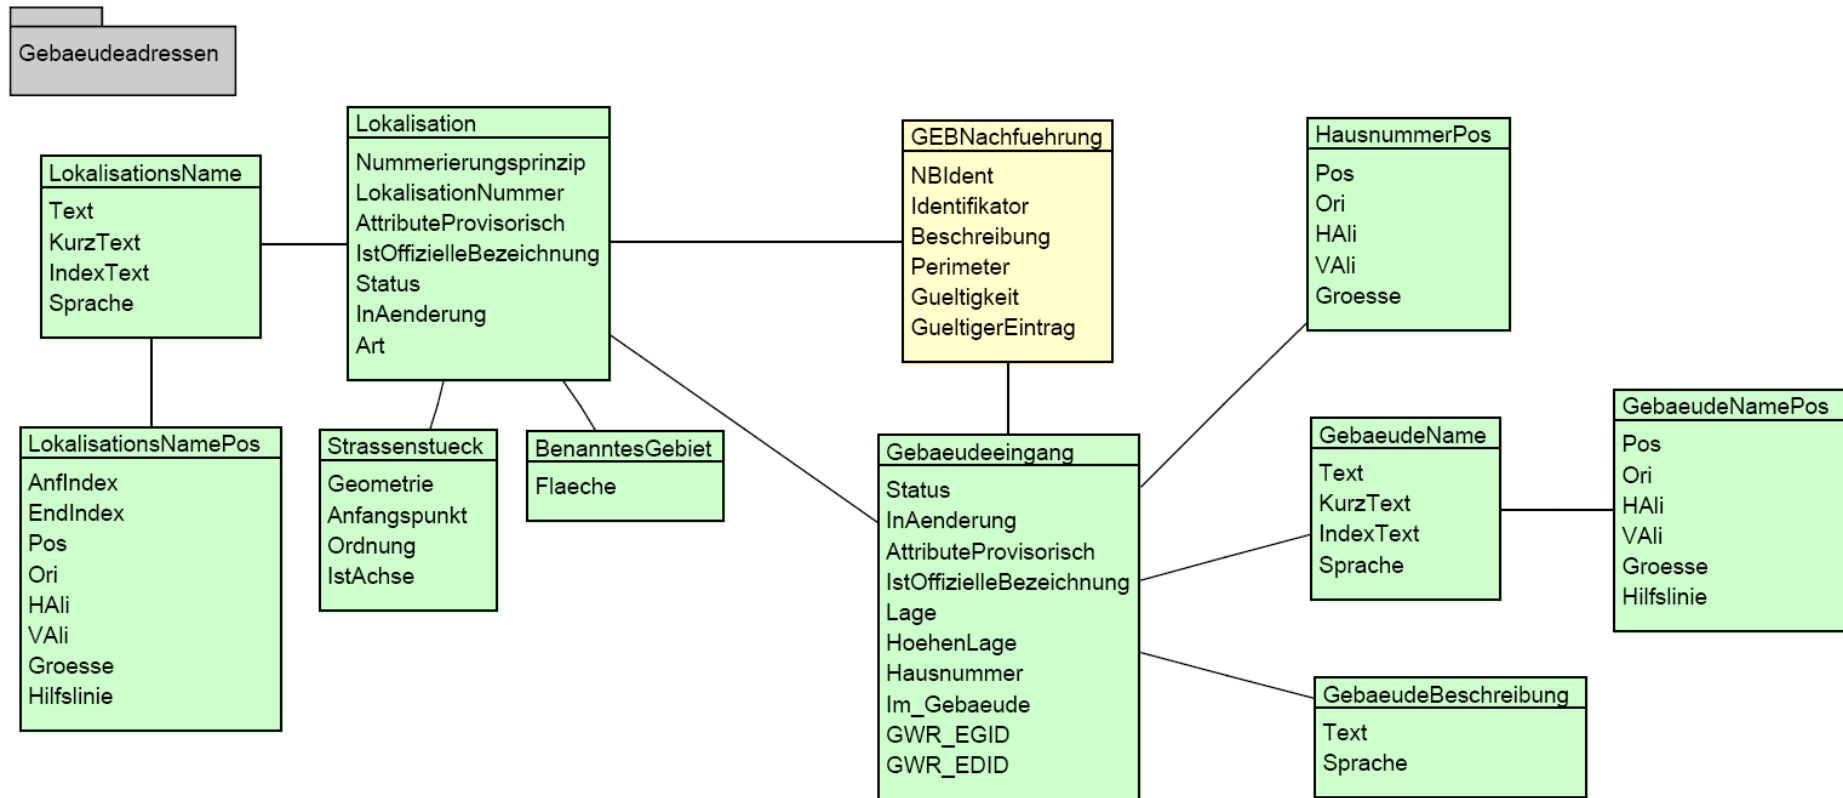 Gebaeudeadressen
LokalisationsName
Text
KurzText
IndexText
Sprache
LokalisationsNamePos
AnfIndex
EndIndex
Pos
Ori
HAli
VAli
Groesse
Hilfslinie
Lokalisation
Nummerierungsprinzip
LokalisationNummer
AttributeProvisorisch
IstOffizielleBezeichnung
Status
InAenderung
Art
Strassenstueck
Geometrie
Anfangspunkt
Ordnung
IstAchse
BenanntesGebiet
Flaeche
GEBNachfuehrung
NBIdent
Identifikator
Beschreibung
Perimeter
Gueltigkeit
GueltigerEintrag
Gebaeudeeingang
Status
InAenderung
AttributeProvisorisch
IstOffizielleBezeichnung
Lage
HoehenLage
Hausnummer
Im_Gebaeude
GWR_EGID
GWR_EDID
HausnummerPos
Pos
Ori
HAli
VAli
Groesse
GebaeudeName
Text
KurzText
IndexText
Sprache
GebaeudeNamePos
Pos
Ori
HAli
VAli
Groesse
Hilfslinie
GebaeudeBeschreibung
Text
Sprache